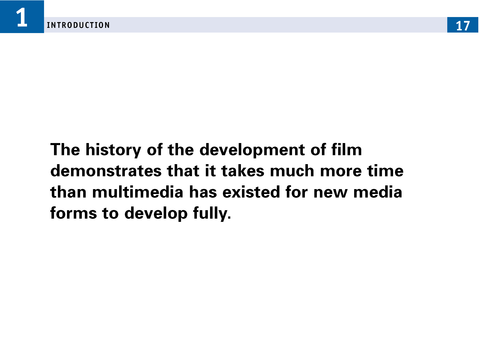 1
INTRODUCTION
17
The history of the development of film
demonstrates that it takes much more time
than multimedia has existed for new media
forms to develop fully.